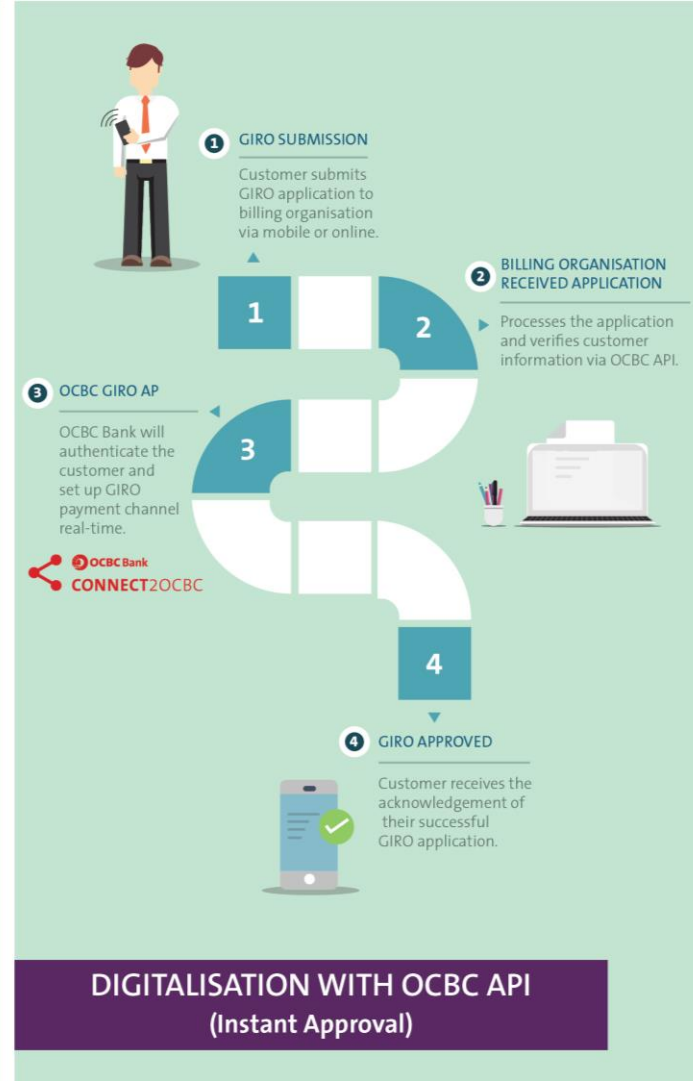 1 GIRO SUBMISSION
Customer submits
GIRO application to
billing organisation
via mobile or online.
1
2
2 BILLING ORGANISATION
RECEIVED APPLICATION
Processes the application
and verifies customer
information via OCBC API.
3 OCBC GIRO AP
OCBC Bank will
authenticate the
customer and
set up GIRO
payment channel
real-time.
3
OCBC Bank
CONNECT2OCBC
4
4 GIRO APPROVED
Customer receives the
acknowledgement of
their successful
GIRO application.
DIGITALISATION WITH OCBC API
(Instant Approval)